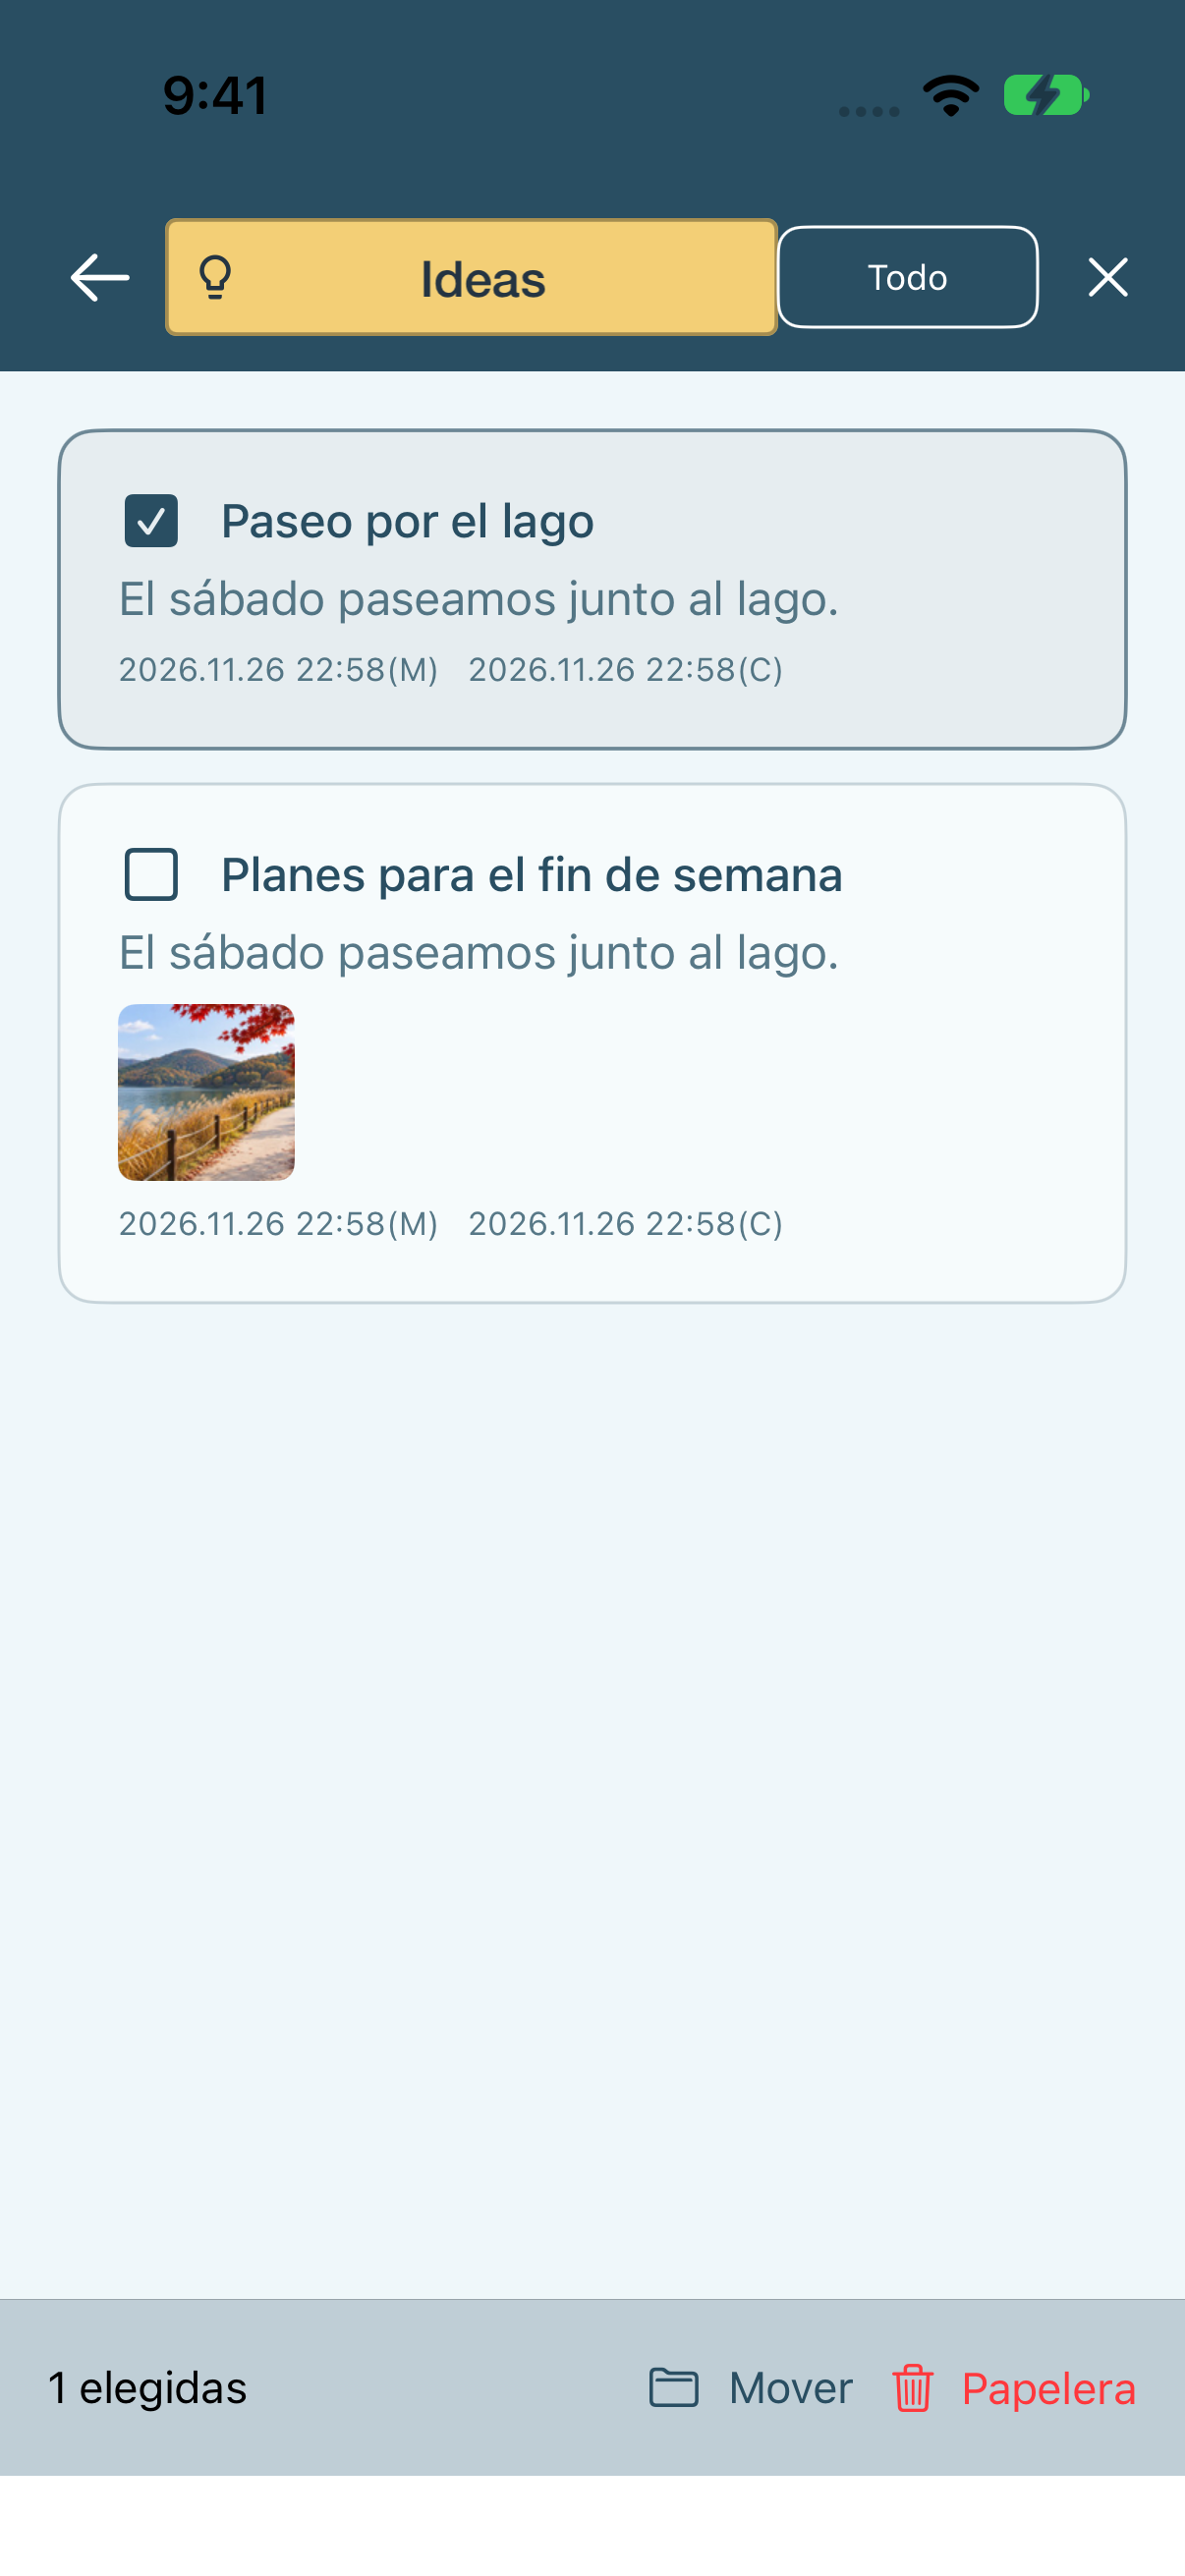 9:41
Ideas
Todo
Paseo por el lago
El sábado paseamos junto al lago.
2026.11.26 22:58(M) 2026.11.26 22:58(C)
Planes para el fin de semana
El sábado paseamos junto al lago.
2026.11.26 22:58(M) 2026.11.26 22:58(C)
1 elegidas
Mover
Papelera